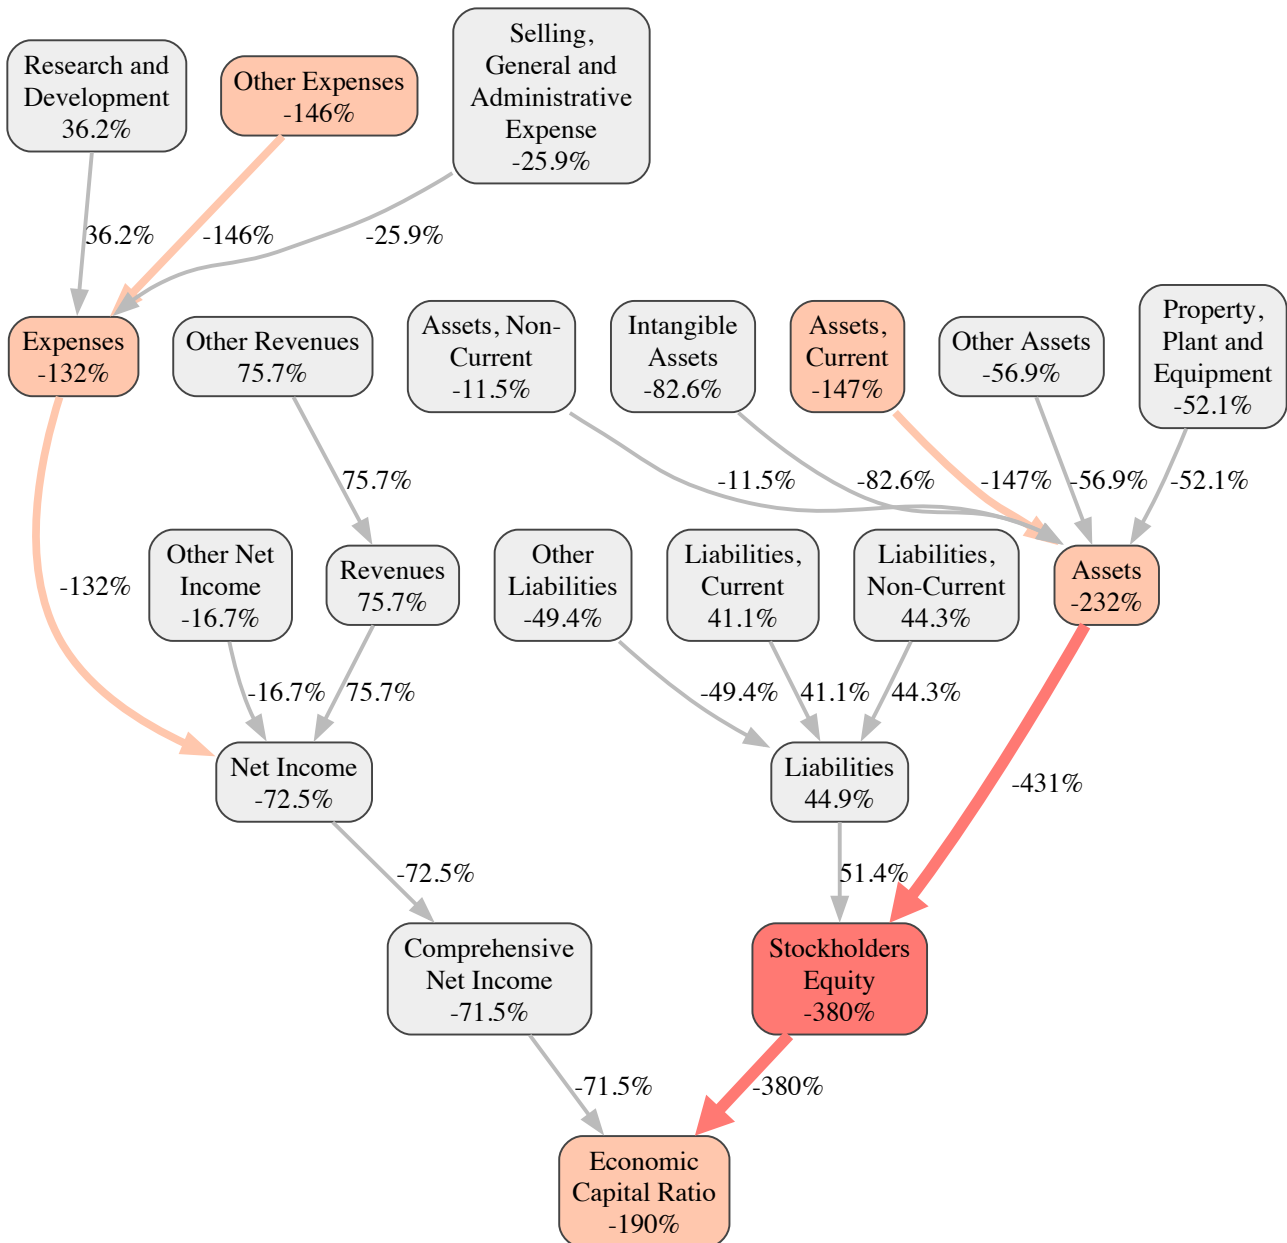 Research and
Development
36.2%
Other Expenses
-146%
Selling,
General and
Administrative
Expense
-25.9%
36.2%
-146%
-25.9%
Expenses
-132%
Other Revenues
75.7%
Assets, Non-
Current
-11.5%
Intangible
Assets
-82.6%
Assets,
Current
-147%
Other Assets
-56.9%
Property,
Plant and
Equipment
-52.1%
75.7%
-11.5%
-82.6%
-147%
-56.9%
-52.1%
-132%
Other Net
Income
-16.7%
Revenues
75.7%
Other
Liabilities
-49.4%
Liabilities,
Current
41.1%
Liabilities,
Non-Current
44.3%
Assets
-232%
-16.7%
75.7%
-49.4%
41.1%
44.3%
Net Income
-72.5%
Liabilities
44.9%
-431%
-72.5%
51.4%
Comprehensive
Net Income
-71.5%
Stockholders
Equity
-380%
-71.5%
-380%
Economic
Capital Ratio
-190%